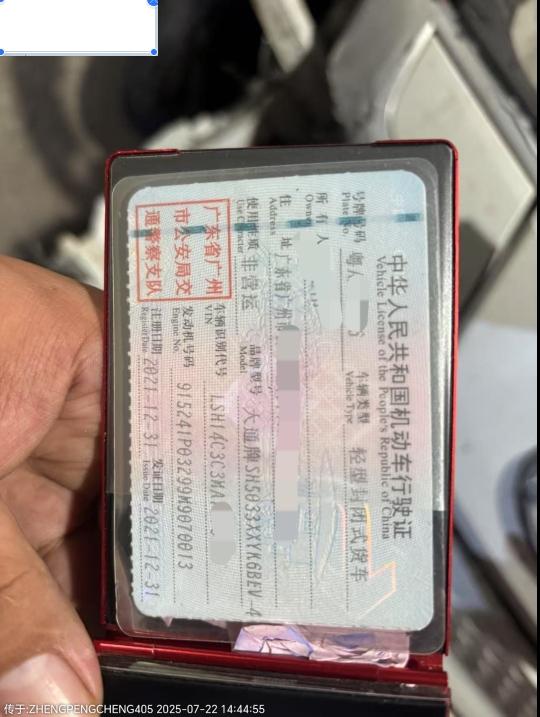 中华人民共和国机动车行驶证
Vehicle License of the People's Republic of China
号牌号码 粤A 车辆类型 轻型封闭式货车
Plate No. Vehicle Type
所有人
Owner
住 址 广东省广州市
Address
使用性质 非营运 品牌型号 大通牌SH5033XXYK6BEV-4
Use Character Model
广东省广州
市公安局交
通警察支队
车辆识别代号 LSH14C3C3MA
VIN
发动机号码 915241P03299M9070013
Engine No.
注册日期 2021-12-31 发证日期 2021-12-31
Register Date Issue Date
传于:ZHENGPENGCHENG405 2025-07-22 14:44:55